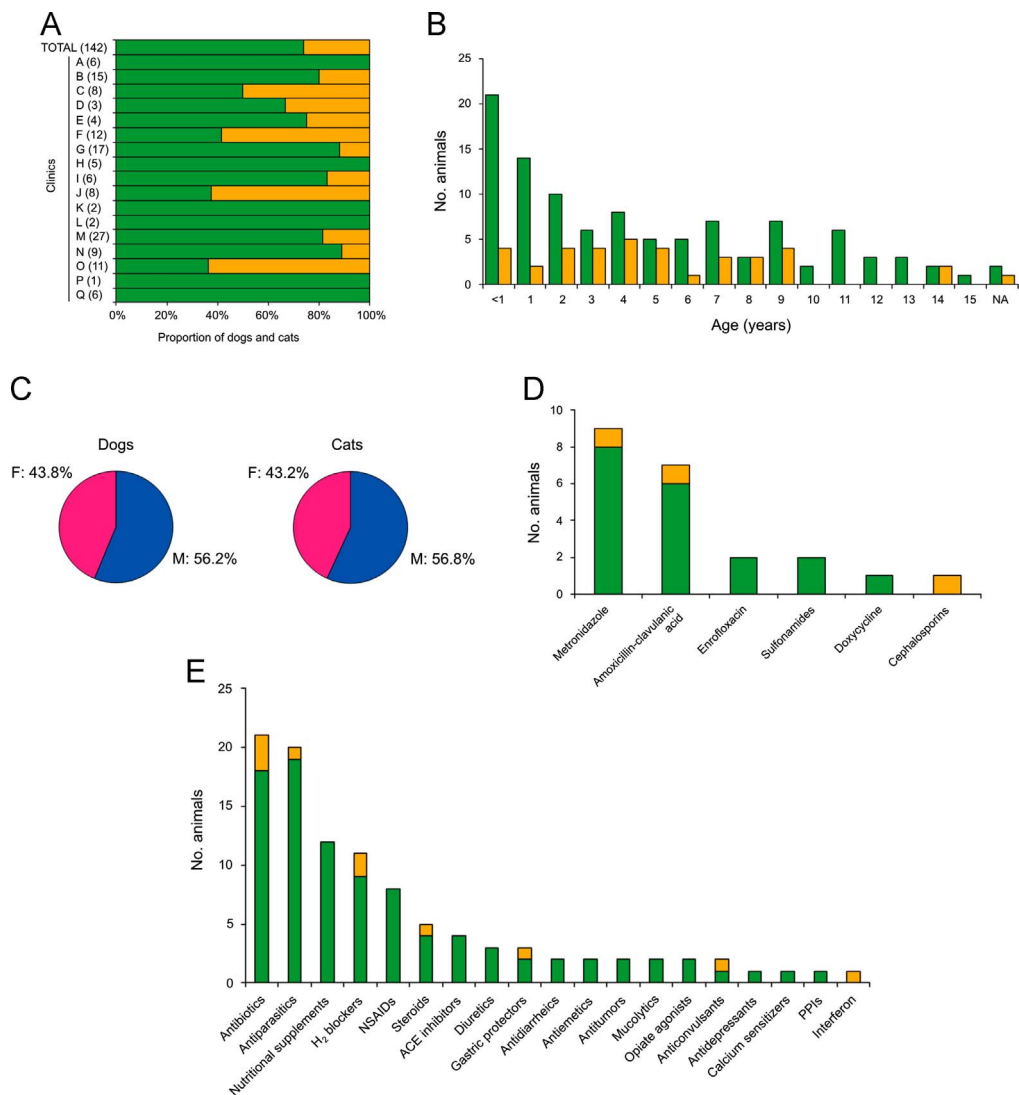 A
TOTAL (142)
A (6)
B (15)
C (8)
D (3)
E (4)
F (12)
G (17)
H (5)
I (6)
J (8)
K (2)
L (2)
M (27)
N (9)
O (11)
P (1)
Q (6)
Clinics
0% 20% 40% 60% 80% 100%
Proportion of dogs and cats
B
25
20
15
10
5
0
No. animals
<1 1 2 3 4 5 6 7 8 9 10 11 12 13 14 15 NA
Age (years)
C
Dogs
F: 43.8%
M: 56.2%
Cats
F: 43.2%
M: 56.8%
D
10
8
6
4
2
0
No. animals
Metronidazole
Amoxicillin-clavulanic
acid
Enrofloxacin
Sulfonamides
Doxycycline
Cephalosporins
E
25
20
15
10
5
0
No. animals
Antibiotics
Antiparasitics
Nutritional supplements
H₂ blockers
NSAIDs
Steroids
ACE inhibitors
Diuretics
Gastric protectors
Antidiarrheics
Antiemetics
Antitumors
Mucolytics
Opiate agonists
Anticonvulsants
Antidepressants
Calcium sensitizers
PPIs
Interferon